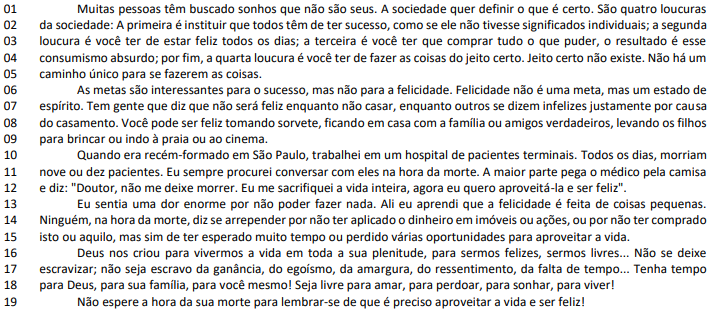 01 Muitas pessoas têm buscado sonhos que não são seus. A sociedade quer definir o que é certo. São quatro loucuras
02 da sociedade: A primeira é instituir que todos têm de ter sucesso, como se ele não tivesse significados individuais; a segunda
03 loucura é você ter de estar feliz todos os dias; a terceira é você ter que comprar tudo o que puder, o resultado é esse
04 consumismo absurdo; por fim, a quarta loucura é você ter de fazer as coisas do jeito certo. Jeito certo não existe. Não há um
05 caminho único para se fazerem as coisas.
06 As metas são interessantes para o sucesso, mas não para a felicidade. Felicidade não é uma meta, mas um estado de
07 espírito. Tem gente que diz que não será feliz enquanto não casar, enquanto outros se dizem infelizes justamente por causa
08 do casamento. Você pode ser feliz tomando sorvete, ficando em casa com a família ou amigos verdadeiros, levando os filhos
09 para brincar ou indo à praia ou ao cinema.
10 Quando era recém-formado em São Paulo, trabalhei em um hospital de pacientes terminais. Todos os dias, morriam
11 nove ou dez pacientes. Eu sempre procurei conversar com eles na hora da morte. A maior parte pega o médico pela camisa
12 e diz: "Doutor, não me deixe morrer. Eu me sacrifiquei a vida inteira, agora eu quero aproveitá-la e ser feliz".
13 Eu sentia uma dor enorme por não poder fazer nada. Ali eu aprendi que a felicidade é feita de coisas pequenas.
14 Ninguém, na hora da morte, diz se arrepender por não ter aplicado o dinheiro em imóveis ou ações, ou por não ter comprado
15 isto ou aquilo, mas sim de ter esperado muito tempo ou perdido várias oportunidades para aproveitar a vida.
16 Deus nos criou para vivermos a vida em toda a sua plenitude, para sermos felizes, sermos livres... Não se deixe
17 escravizar; não seja escravo da ganância, do egoísmo, da amargura, do ressentimento, da falta de tempo... Tenha tempo
18 para Deus, para sua família, para você mesmo! Seja livre para amar, para perdoar, para sonhar, para viver!
19 Não espere a hora da sua morte para lembrar-se de que é preciso aproveitar a vida e ser feliz!